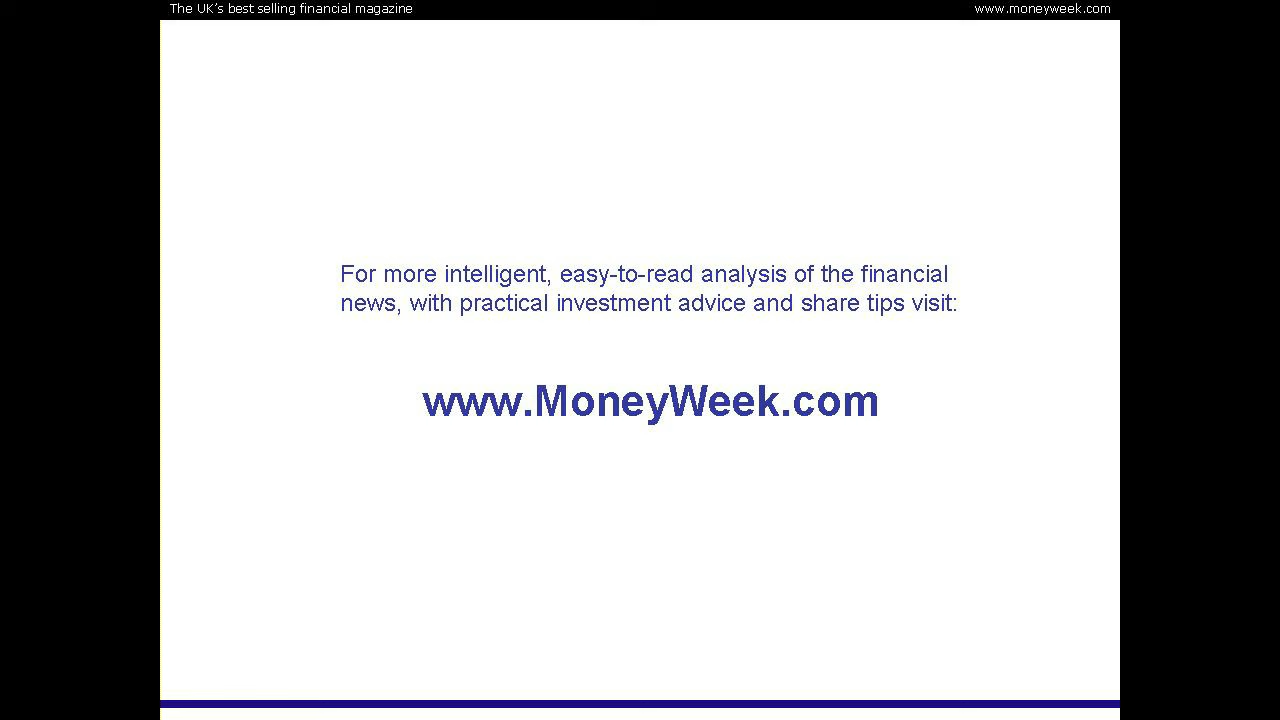 The UK's best selling financial magazine
www.moneyweek.com
For more intelligent, easy-to-read analysis of the financial
news, with practical investment advice and share tips visit:
www.MoneyWeek.com